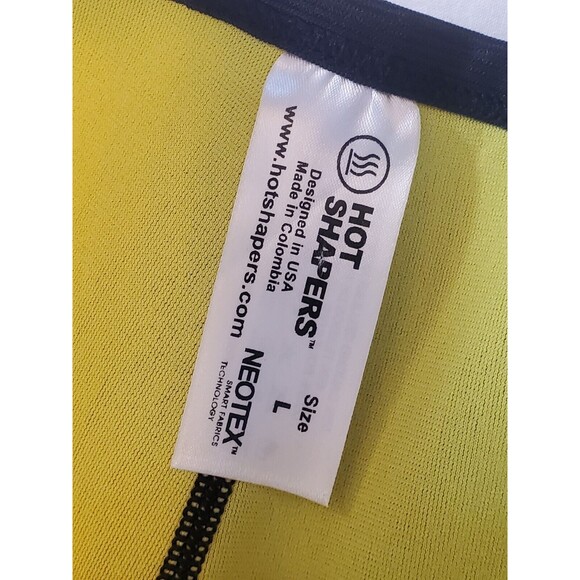 HOT
SHAPERS™
Designed in USA
Made in Colombia
www.hotshapers.com
Size
L
NEOTEX™
SMART FABRICS
TECHNOLOGY